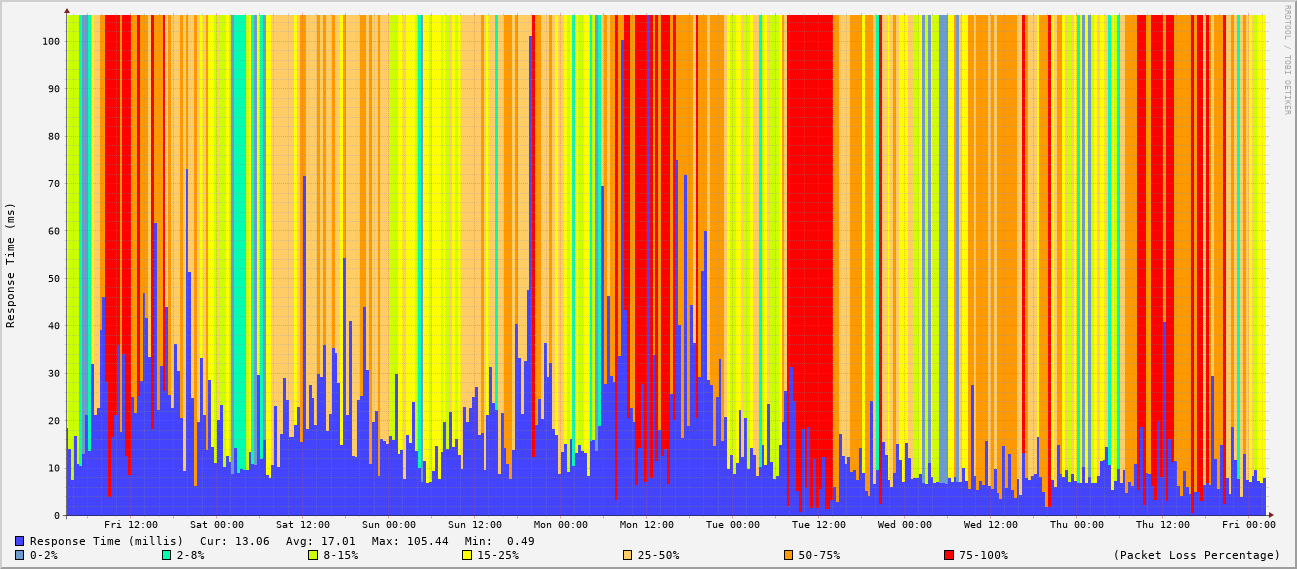 RRDTOOL / TOBI OETIKER
Response Time (ms)
100
90
80
70
60
50
40
30
20
10
0
Fri 12:00 Sat 00:00 Sat 12:00 Sun 00:00 Sun 12:00 Mon 00:00 Mon 12:00 Tue 00:00 Tue 12:00 Wed 00:00 Wed 12:00 Thu 00:00 Thu 12:00 Fri 00:00
Response Time (millis) Cur: 13.06 Avg: 17.01 Max: 105.44 Min: 0.49
0-2% 2-8% 8-15% 15-25% 25-50% 50-75% 75-100% (Packet Loss Percentage)